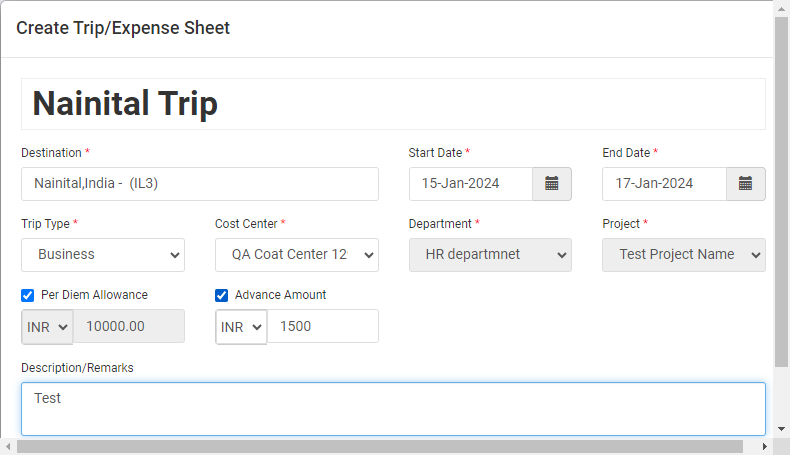 Create Trip/Expense Sheet
Nainital Trip
Destination * Start Date * End Date *
Nainital,India - (IL3) 15-Jan-2024 17-Jan-2024
Trip Type * Cost Center * Department * Project *
Business QA Coat Center 12 HR departmnet Test Project Name
Per Diem Allowance Advance Amount
INR 10000.00 INR 1500
Description/Remarks
Test